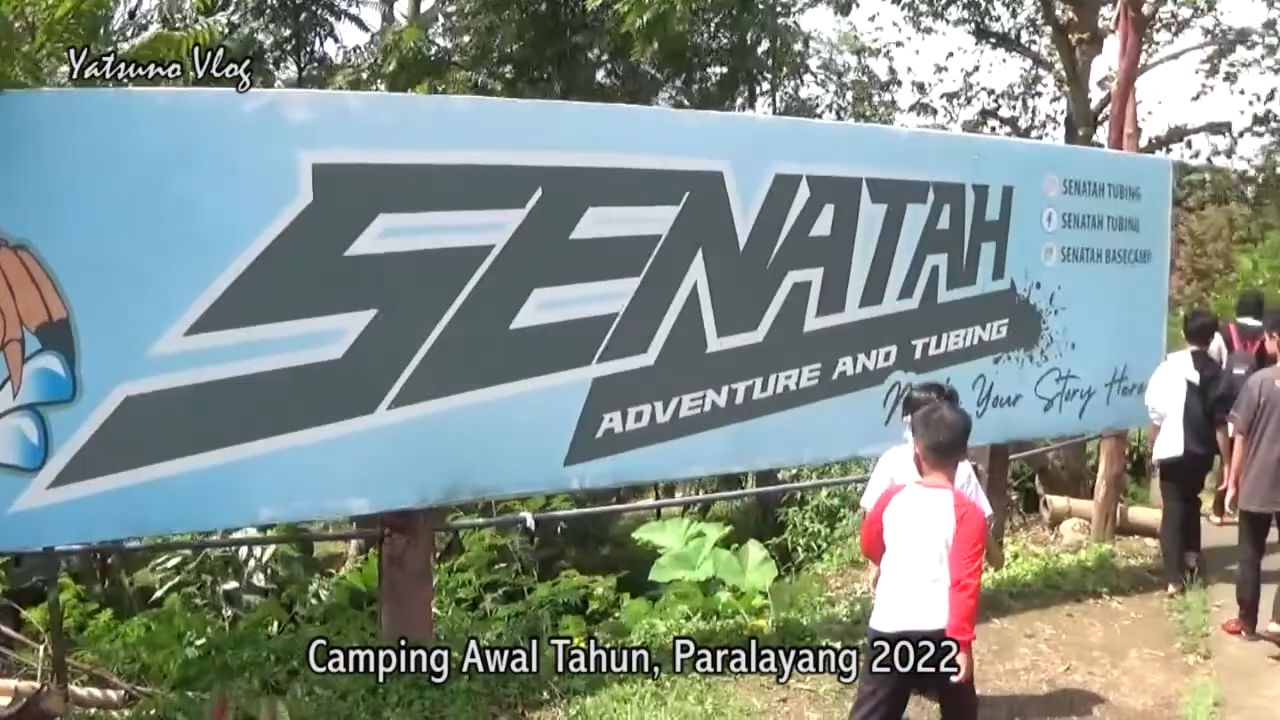 Yatsuno Vlog
SENATAH
ADVENTURE AND TUBING
SENATAH TUBING
SENATAH TUBING
SENATAH BASECAMP
Your Story Here
Camping Awal Tahun, Paralayang 2022